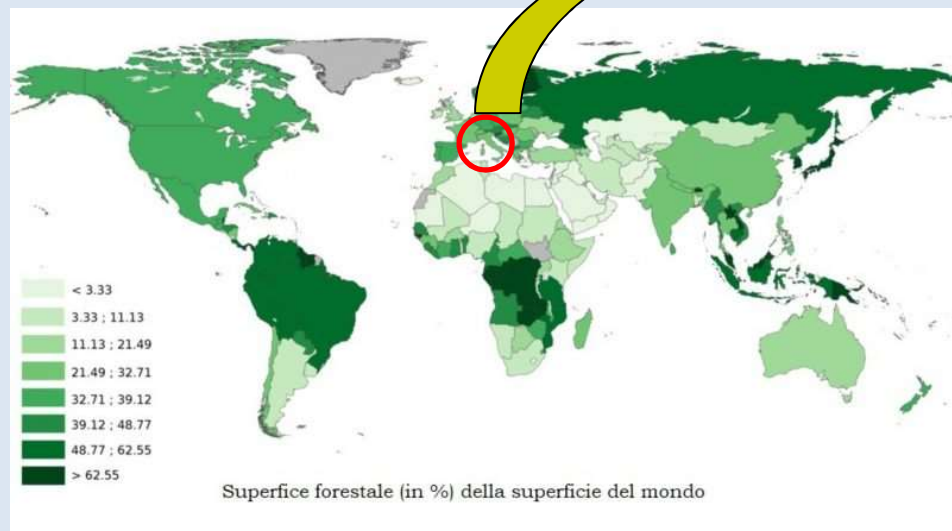 < 3.33
3.33 ; 11.13
11.13 ; 21.49
21.49 ; 32.71
32.71 ; 39.12
39.12 ; 48.77
48.77 ; 62.55
> 62.55
Superfice forestale (in %) della superficie del mondo